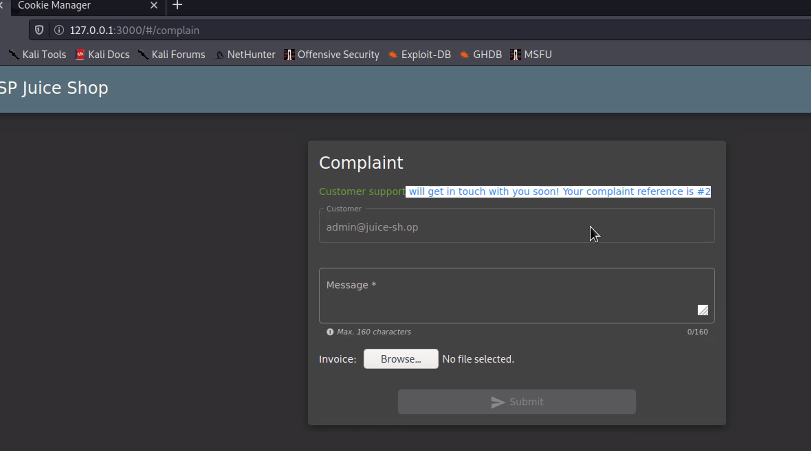 Cookie Manager
127.0.0.1:3000/#/complain
Kali Tools Kali Docs Kali Forums NetHunter Offensive Security Exploit-DB GHDB MSFU
SP Juice Shop
Complaint
Customer support will get in touch with you soon! Your complaint reference is #2
Customer
admin@juice-sh.op
Message *
Max. 160 characters 0/160
Invoice: Browse... No file selected.
Submit